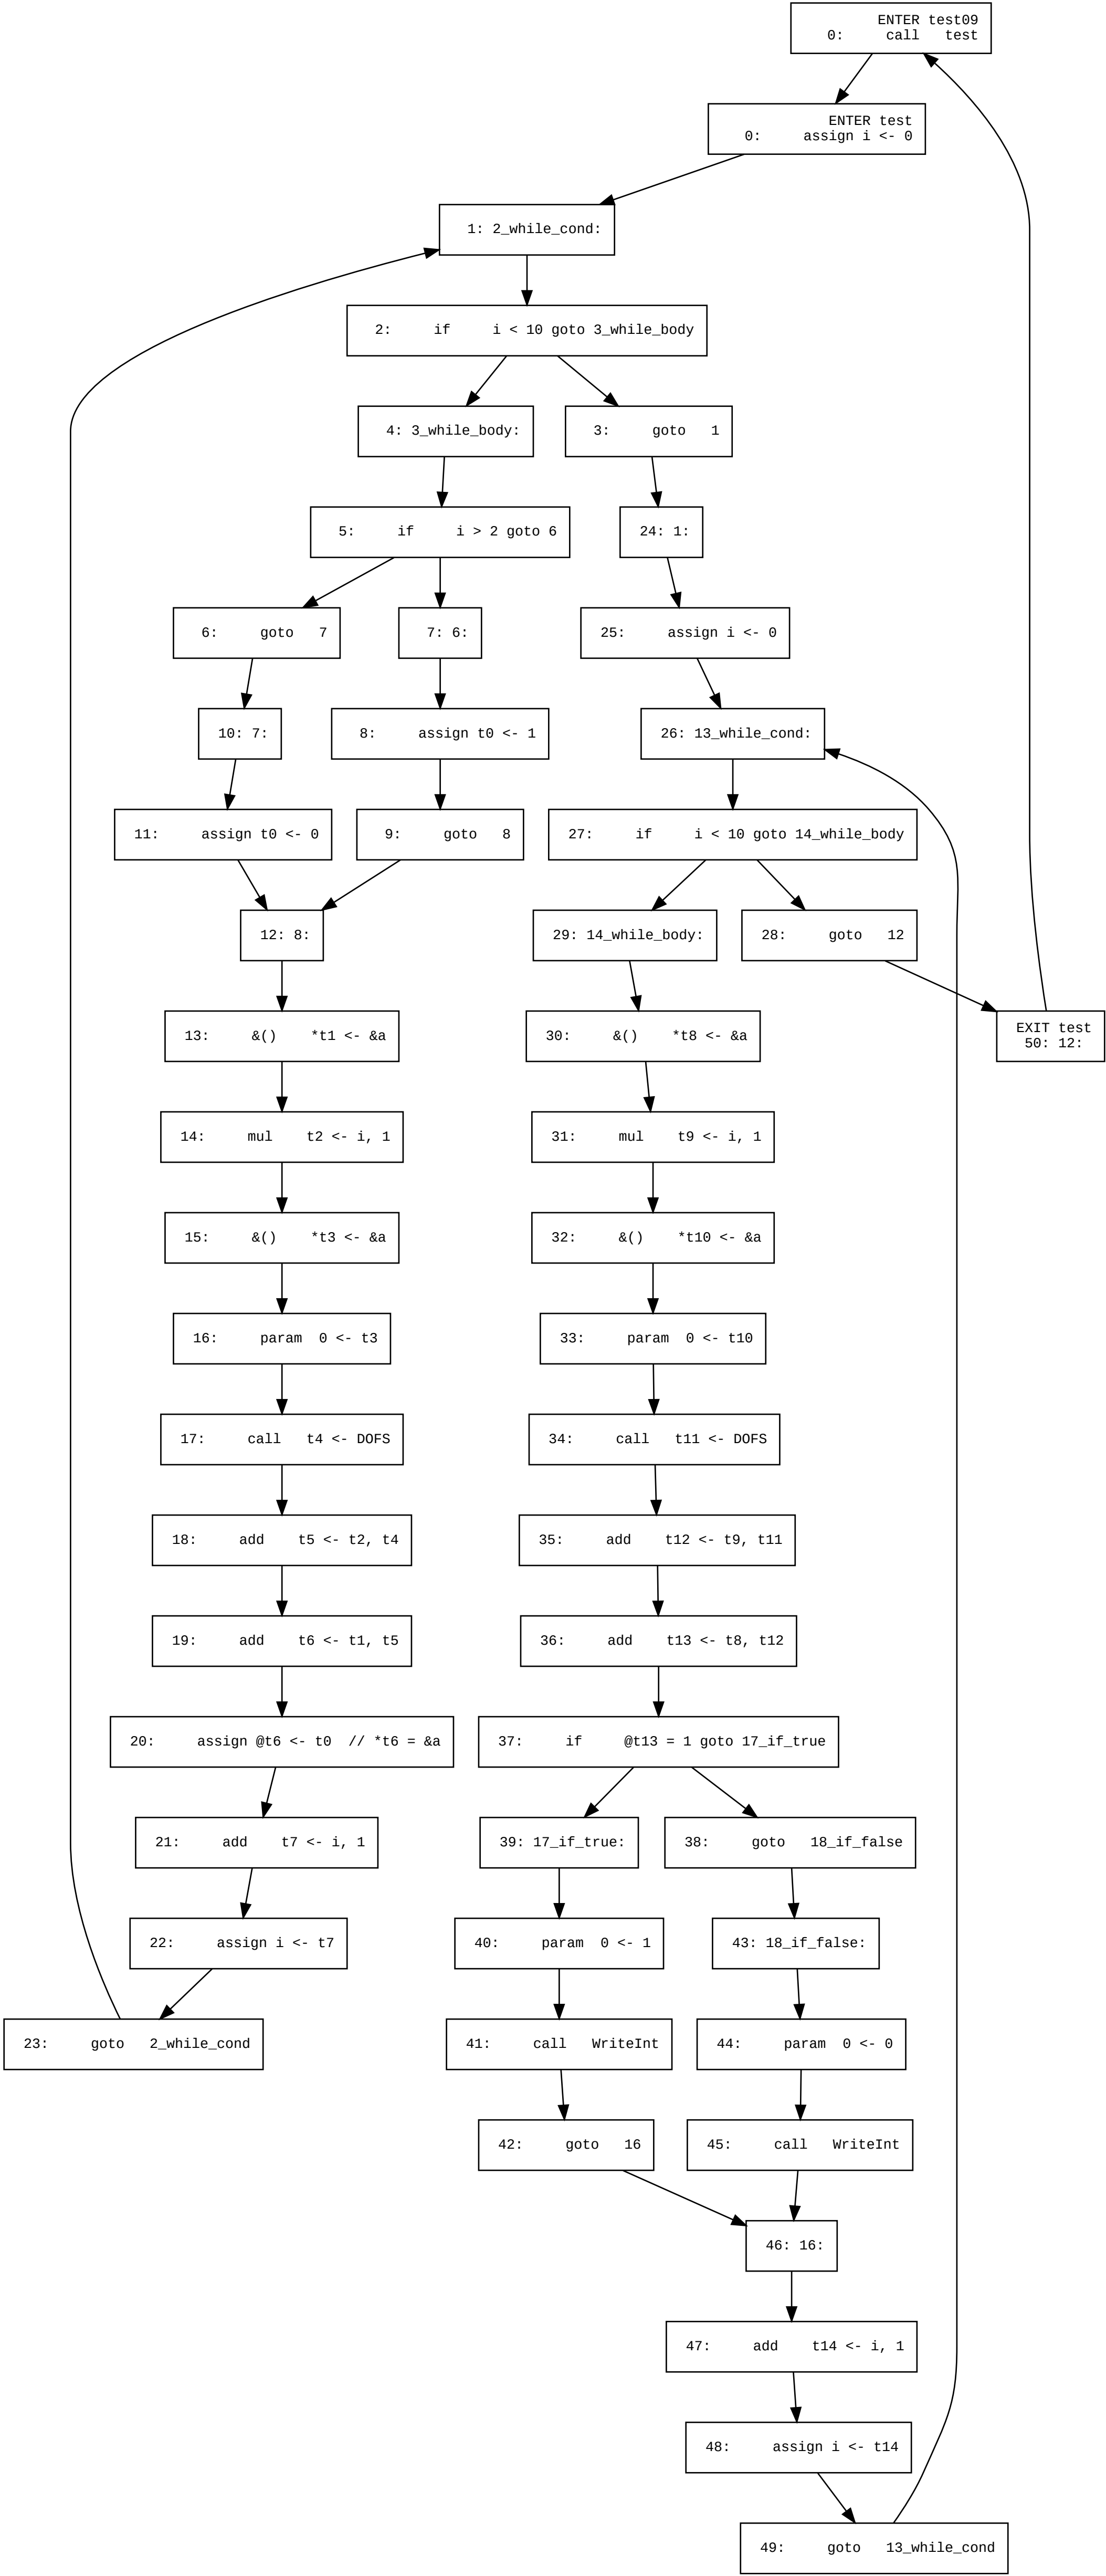 ENTER test09
0:     call   test
ENTER test
0:     assign i <- 0
1: 2_while_cond:
2:     if     i < 10 goto 3_while_body
4: 3_while_body:
3:     goto   1
5:     if     i > 2 goto 6
24: 1:
6:     goto   7
7: 6:
25:     assign i <- 0
10: 7:
8:     assign t0 <- 1
26: 13_while_cond:
11:     assign t0 <- 0
9:     goto   8
27:     if     i < 10 goto 14_while_body
12: 8:
29: 14_while_body:
28:     goto   12
13:     &()    *t1 <- &a
30:     &()    *t8 <- &a
EXIT test
50: 12:
14:     mul    t2 <- i, 1
31:     mul    t9 <- i, 1
15:     &()    *t3 <- &a
32:     &()    *t10 <- &a
16:     param  0 <- t3
33:     param  0 <- t10
17:     call   t4 <- DOFS
34:     call   t11 <- DOFS
18:     add    t5 <- t2, t4
35:     add    t12 <- t9, t11
19:     add    t6 <- t1, t5
36:     add    t13 <- t8, t12
20:     assign @t6 <- t0  // *t6 = &a
37:     if     @t13 = 1 goto 17_if_true
21:     add    t7 <- i, 1
39: 17_if_true:
38:     goto   18_if_false
22:     assign i <- t7
40:     param  0 <- 1
43: 18_if_false:
23:     goto   2_while_cond
41:     call   WriteInt
44:     param  0 <- 0
42:     goto   16
45:     call   WriteInt
46: 16:
47:     add    t14 <- i, 1
48:     assign i <- t14
49:     goto   13_while_cond